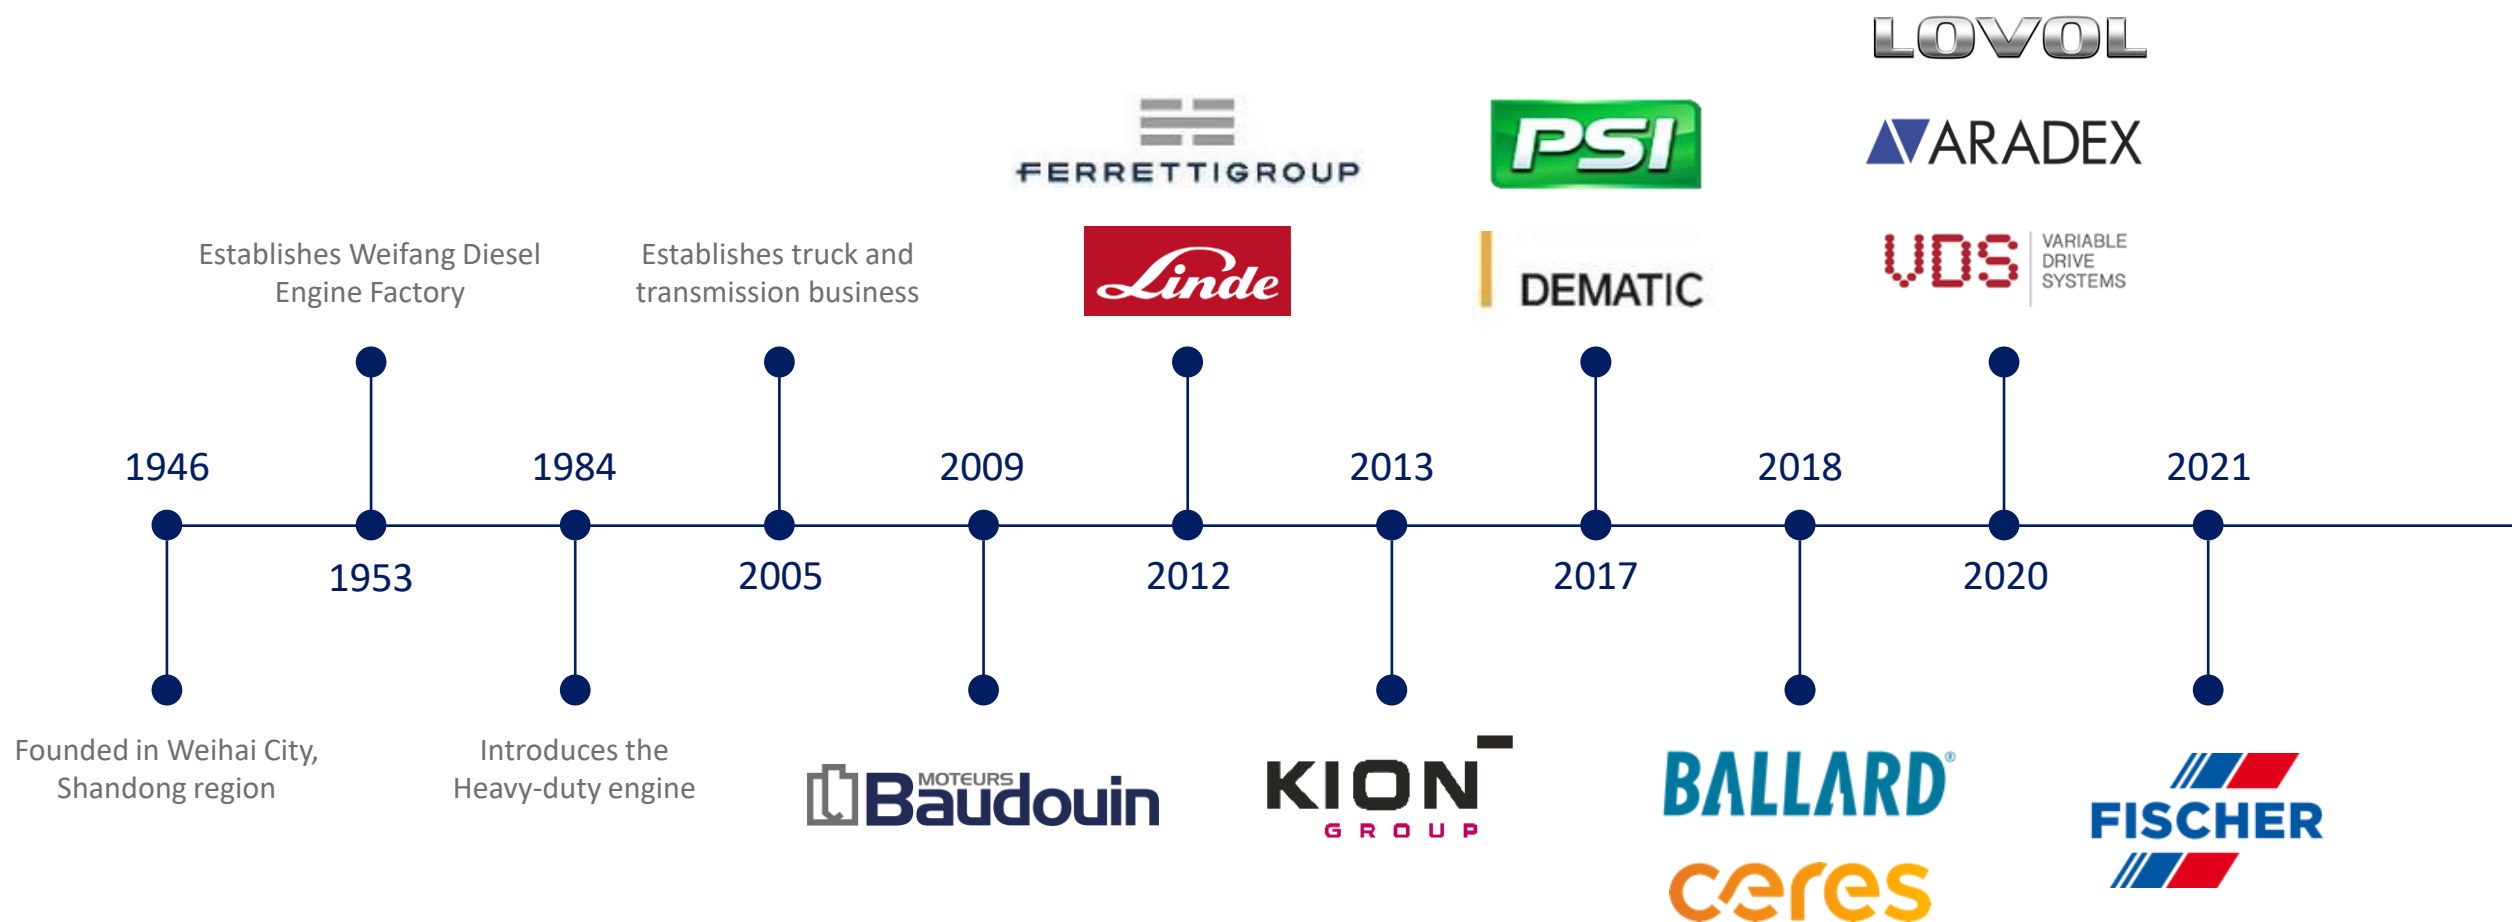 LOVOL
FERRETTIGROUP
PSI
ARADEX
Establishes Weifang Diesel
Engine Factory
Establishes truck and
transmission business
Linde
DEMATIC
VDS
VARIABLE
DRIVE
SYSTEMS
1946
1984
2009
2013
2018
2021
1953
2005
2012
2017
2020
Founded in Weihai City,
Shandong region
Introduces the
Heavy-duty engine
MOTEURS
Baudouin
KION
GROUP
BALLARD®
ceres
FISCHER